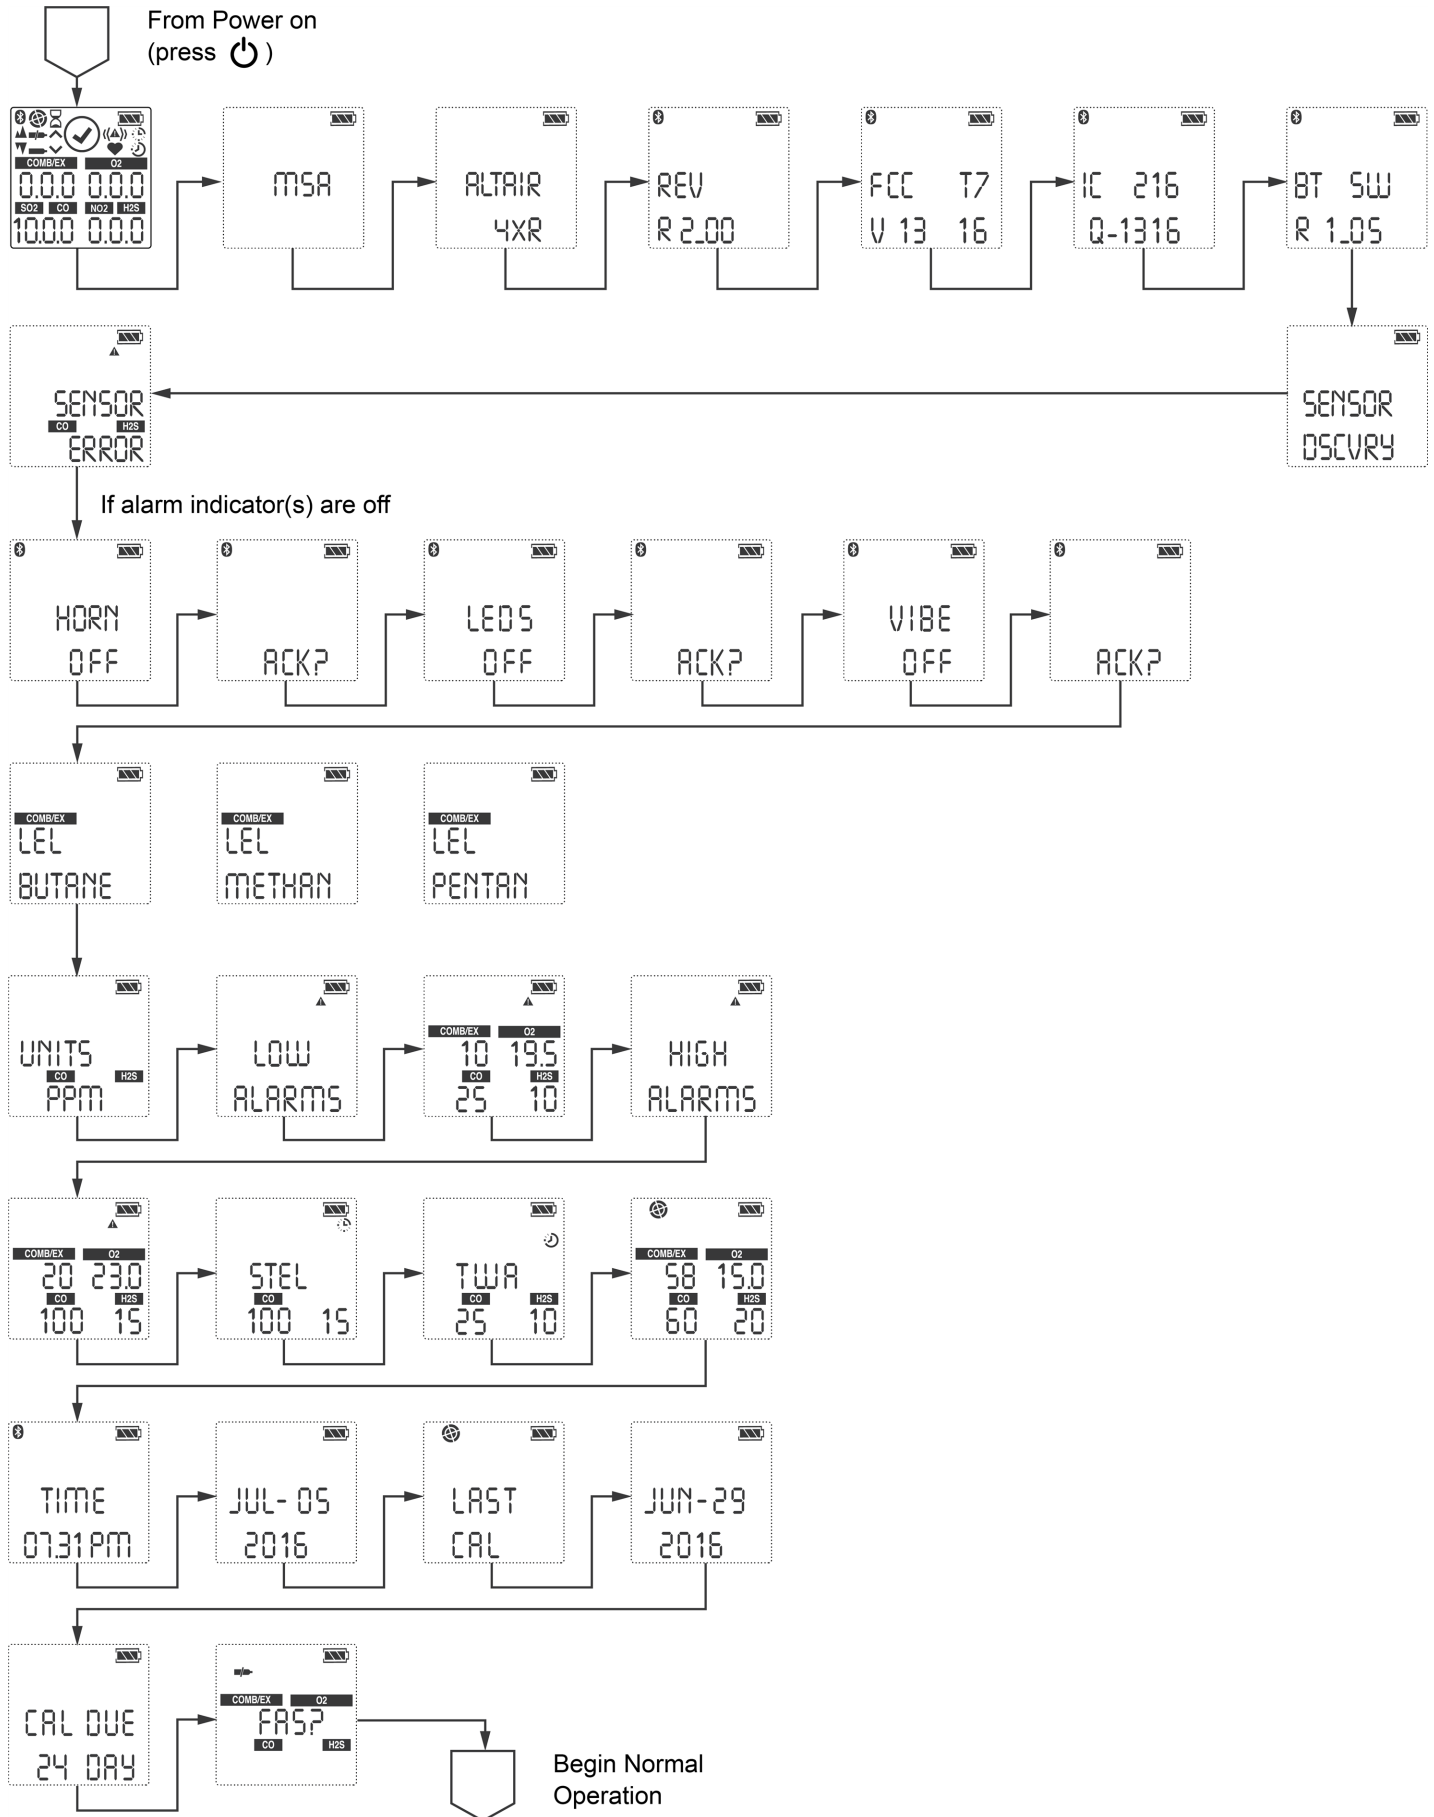 From Power on
(press )
COMB/EX O2
0.0.0 0.0.0
SO2 CO NO2 H2S
10.0.0 0.0.0
MSA
ALTAIR
4XR
REV
R 2_00
FCC T7
V 13 16
IC 216
Q-1316
BT SW
R 1_05
SENSOR
CO H2S
ERROR
SENSOR
DSCVRY
If alarm indicator(s) are off
HORN
OFF
ACK?
LEDS
OFF
ACK?
VIBE
OFF
ACK?
COMB/EX
LEL
BUTANE
COMB/EX
LEL
METHAN
COMB/EX
LEL
PENTAN
UNITS
CO H2S
PPM
LOW
ALARMS
COMB/EX O2
10 19.5
CO H2S
25 10
HIGH
ALARMS
COMB/EX O2
20 23.0
CO H2S
100 15
STEL
CO
100 15
TWA
CO H2S
25 10
COMB/EX O2
58 15.0
CO H2S
60 20
TIME
07.31 PM
JUL- 05
2016
LAST
CAL
JUN-29
2016
CAL DUE
24 DAY
COMB/EX O2
FAS?
CO H2S
Begin Normal
Operation